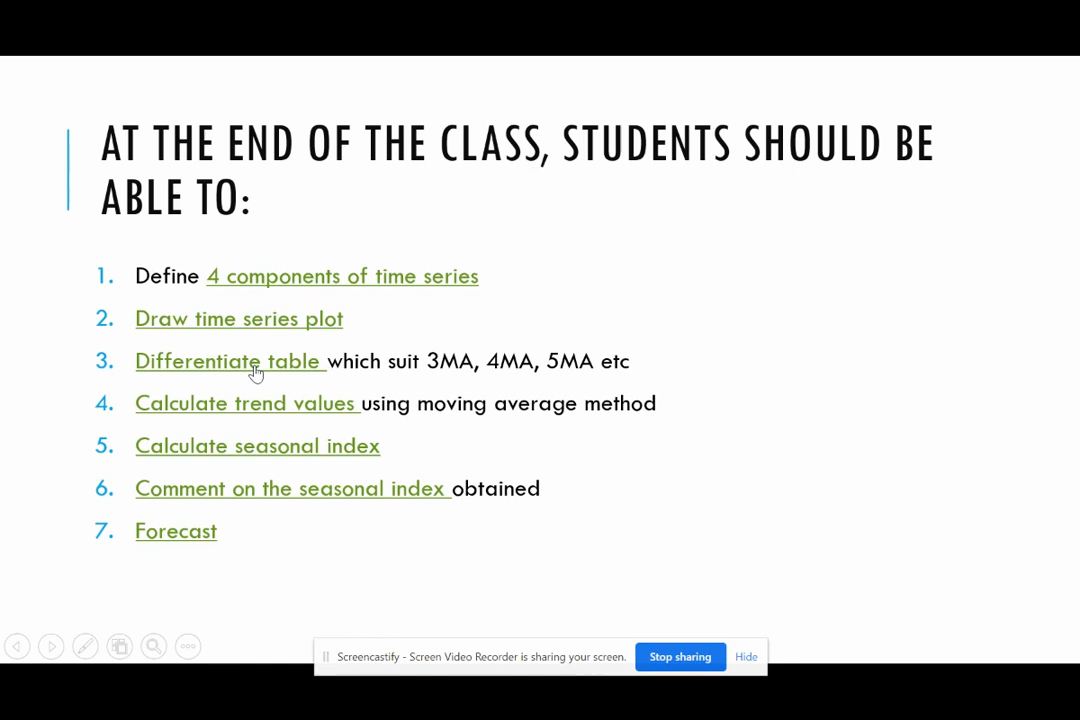 AT THE END OF THE CLASS, STUDENTS SHOULD BE
ABLE TO:
1. Define 4 components of time series
2. Draw time series plot
3. Differentiate table which suit 3MA, 4MA, 5MA etc
4. Calculate trend values using moving average method
5. Calculate seasonal index
6. Comment on the seasonal index obtained
7. Forecast
Screencastify - Screen Video Recorder is sharing your screen. Stop sharing Hide